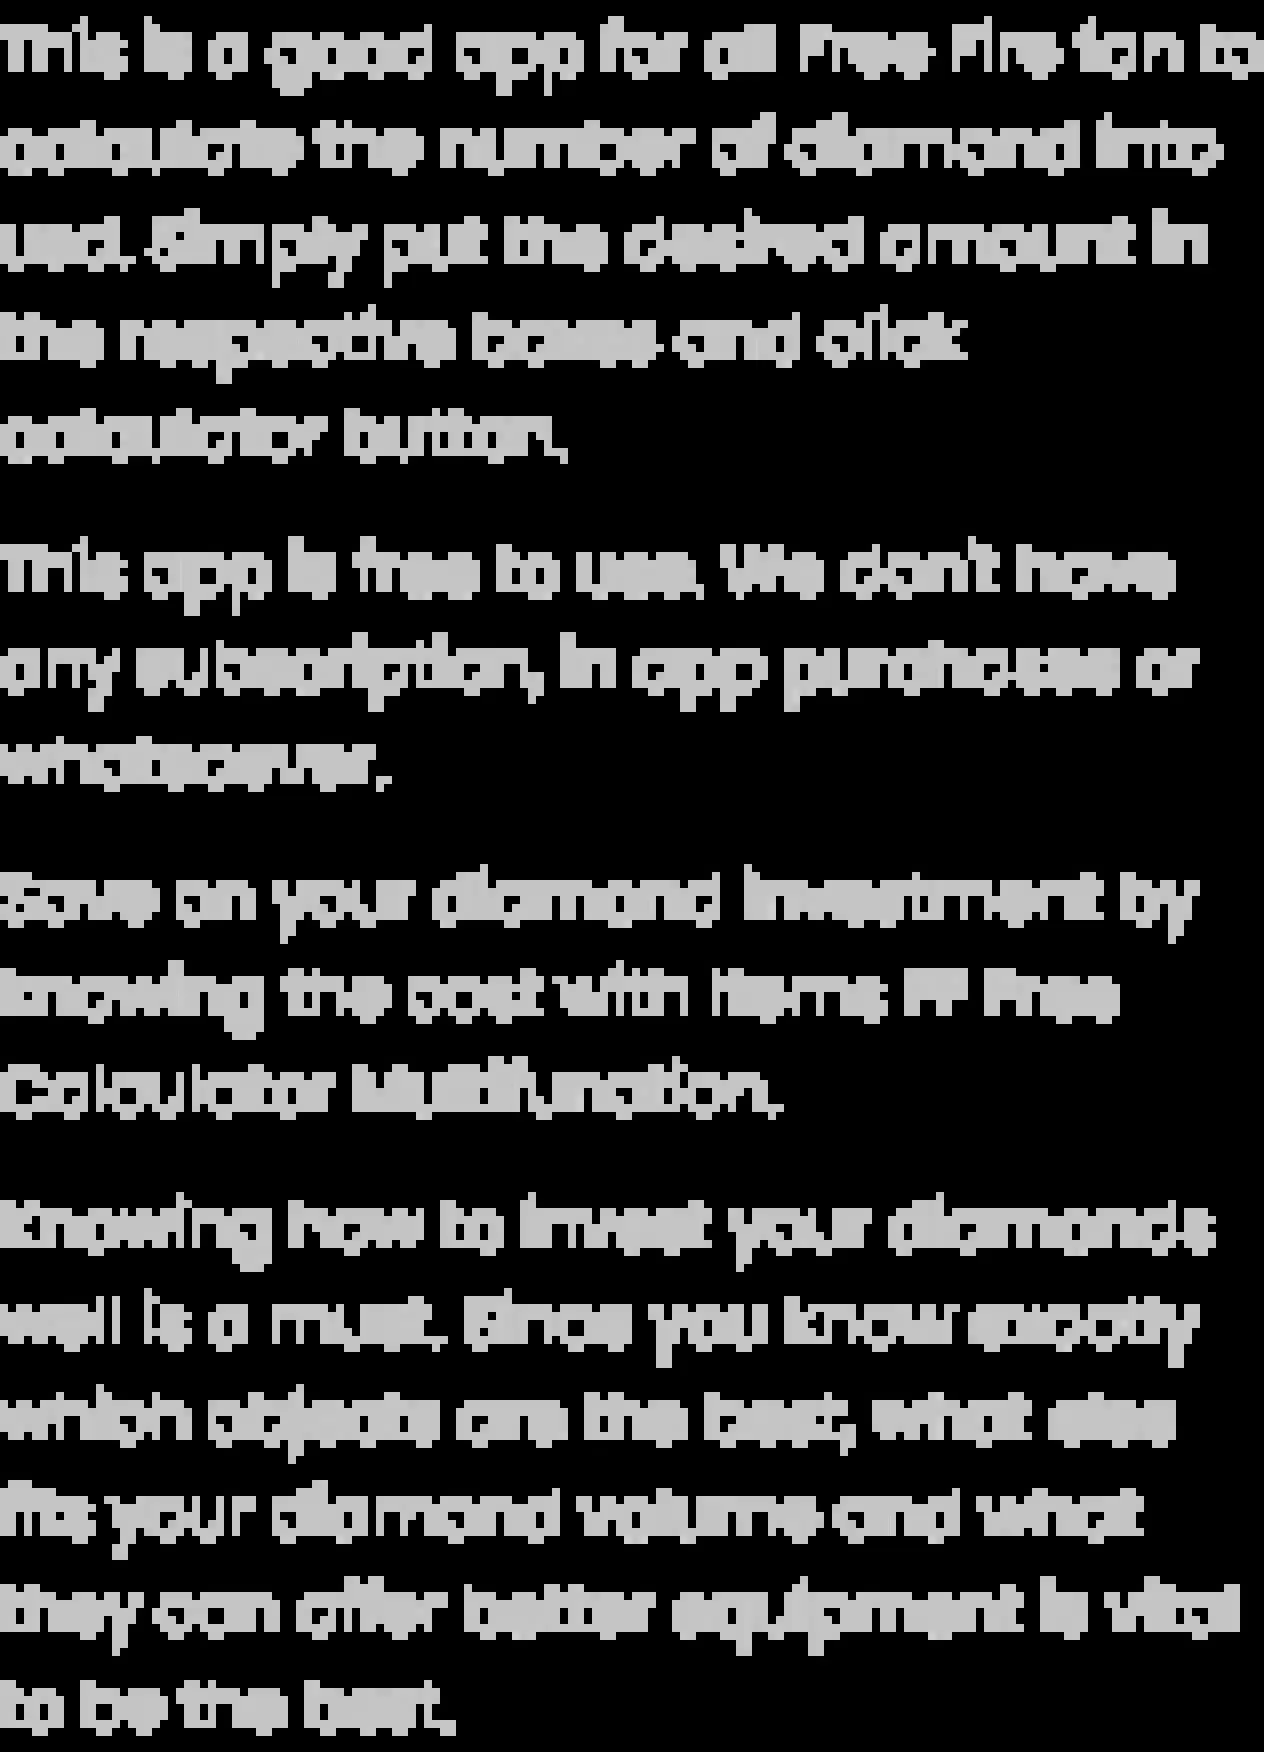 This is a good app for all Free Fire fan to
calculate the number of diamond into
used. Simply put the desired amount in
the respective boxes and click
calculator button.
This app is free to use. We don't have
any subscription, in app purchases or
whatsoever.
Save on your diamond investment by
knowing the cost with Items FF Free
Calculator Multifunction.
Knowing how to invest your diamonds
well is a must. Since you know exactly
which objects are the best, what else
fits your diamond volume and what
they can offer better equipment is vital
to be the best.